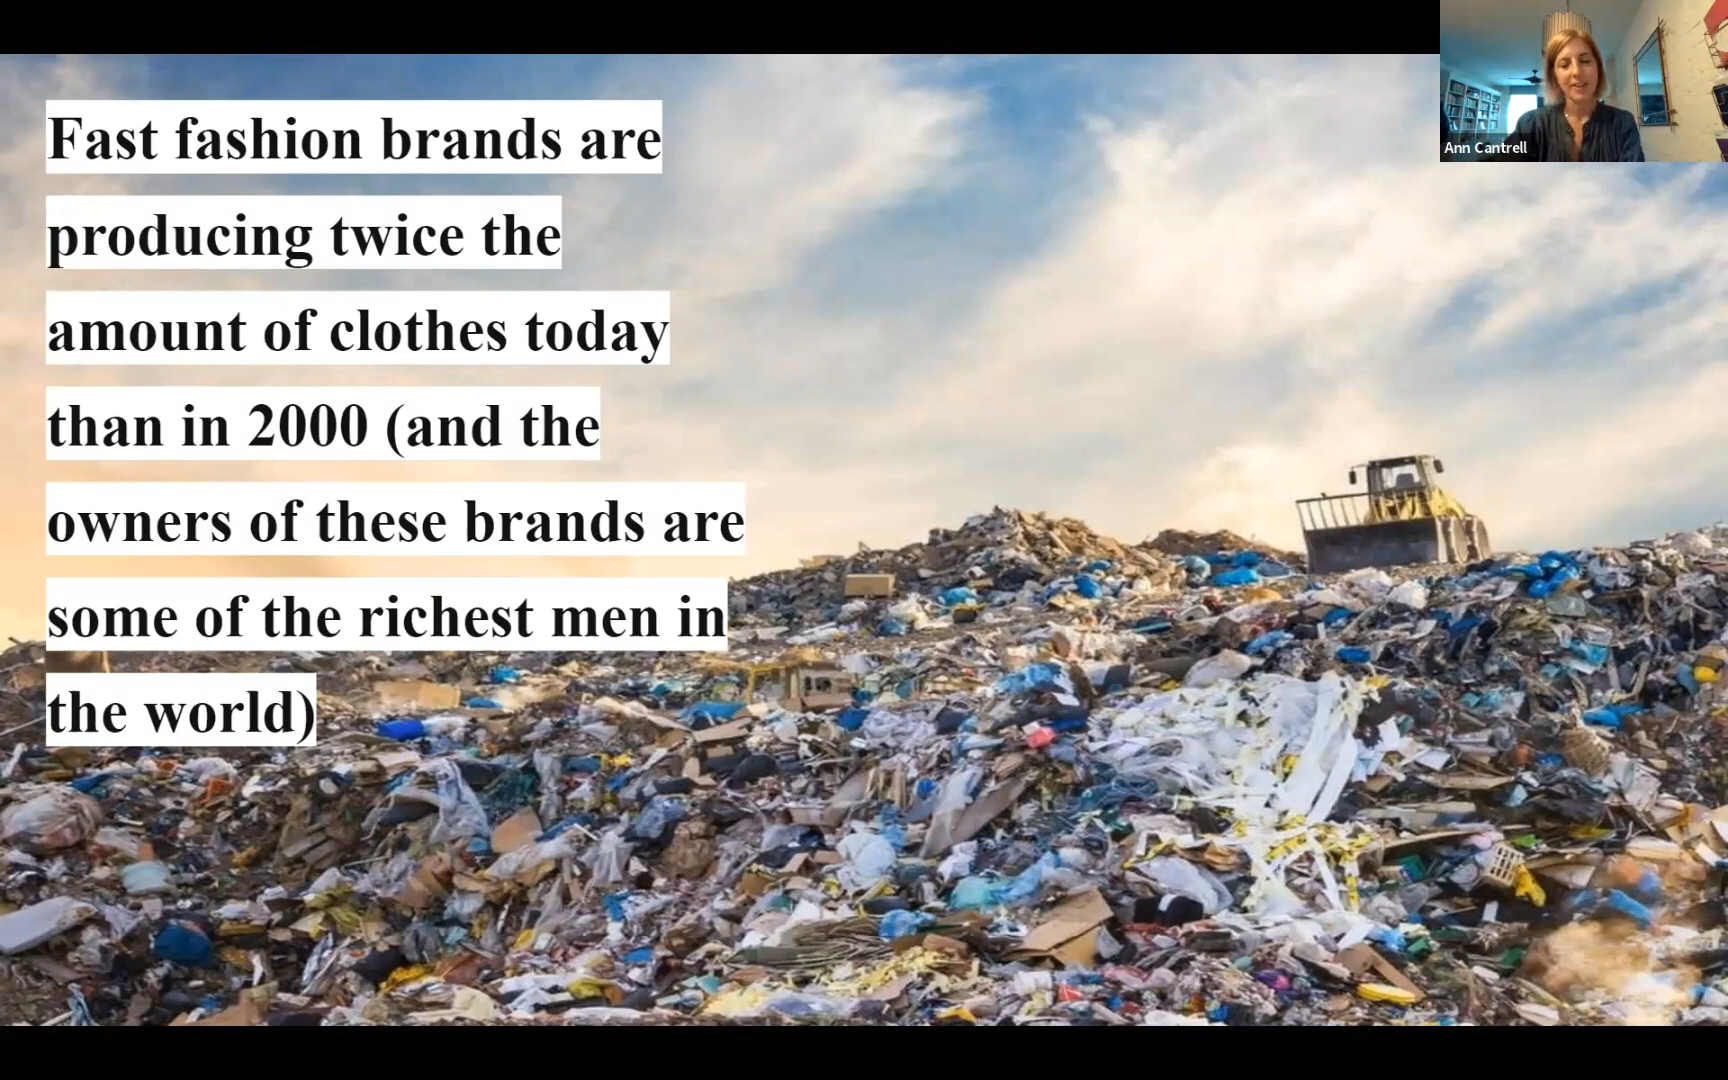 Fast fashion brands are
producing twice the
amount of clothes today
than in 2000 (and the
owners of these brands are
some of the richest men in
the world)
Ann Cantrell